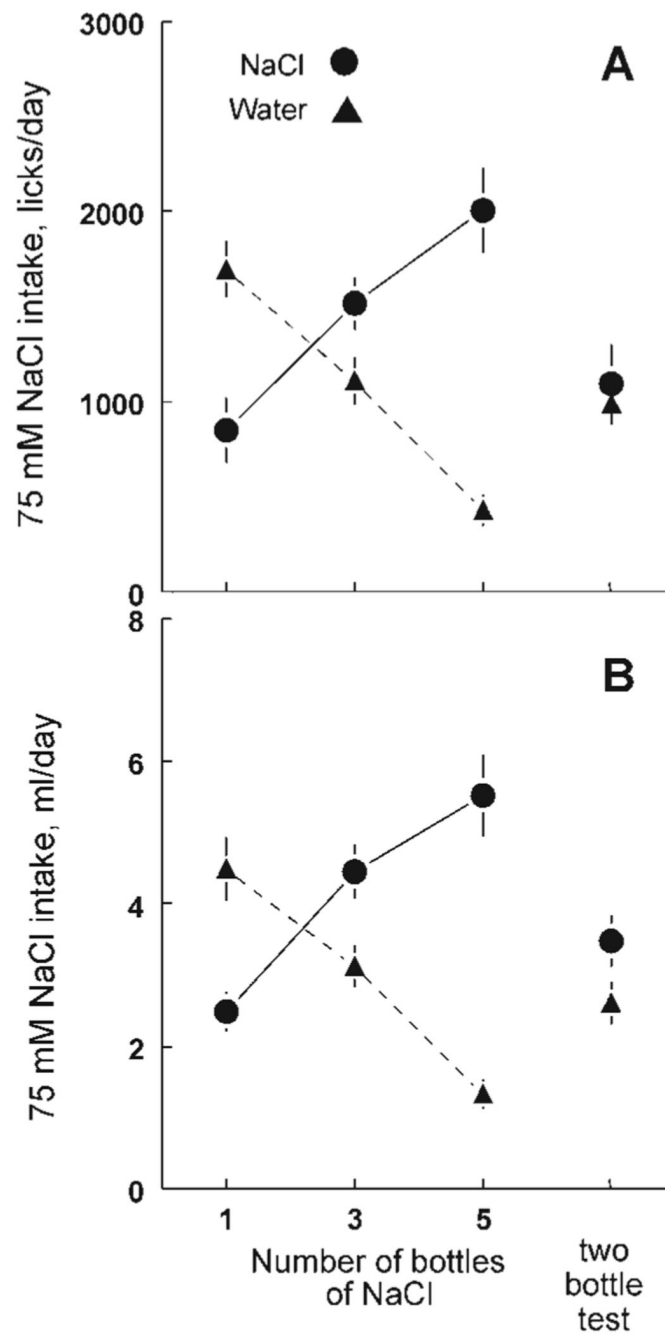 3000
NaCl
Water
A
2000
1000
0
75 mM NaCl intake, licks/day
8
B
6
4
2
0
75 mM NaCl intake, ml/day
1 3 5
Number of bottles
of NaCl
two
bottle
test